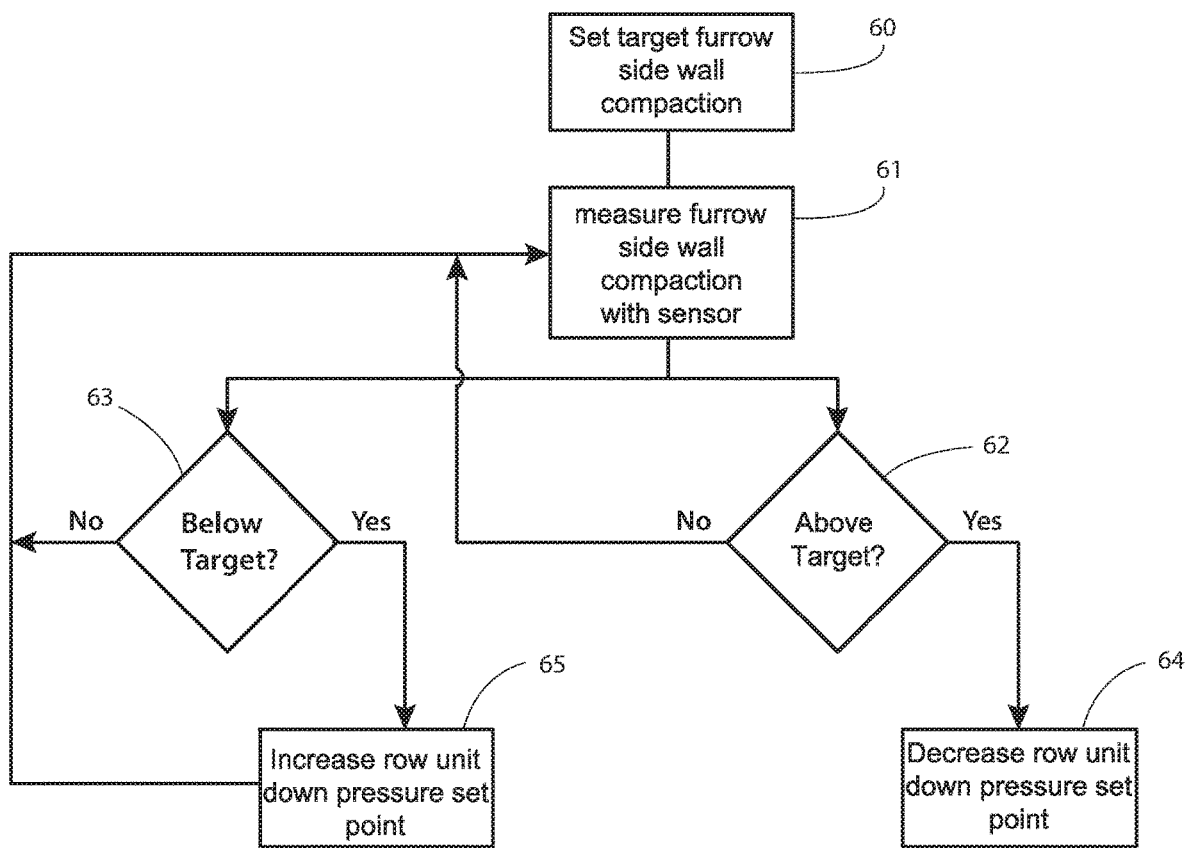 Set target furrow
side wall
compaction
60
measure furrow
side wall
compaction
with sensor
61
63
Below
Target?
No
Yes
62
Above
Target?
No
Yes
65
Increase row unit
down pressure set
point
64
Decrease row unit
down pressure set
point